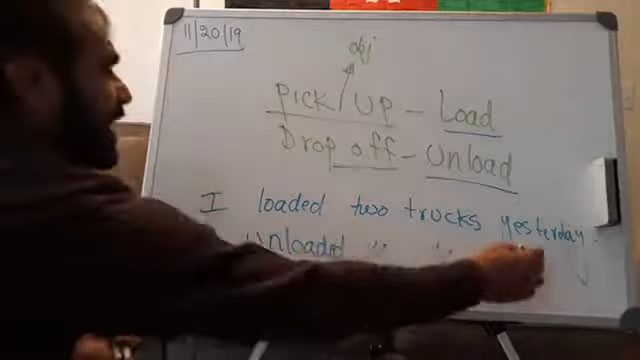 11/20/19
obj
Pick / Up - Load
Drop off - Unload
I loaded two trucks yesterday.
Unloaded " "